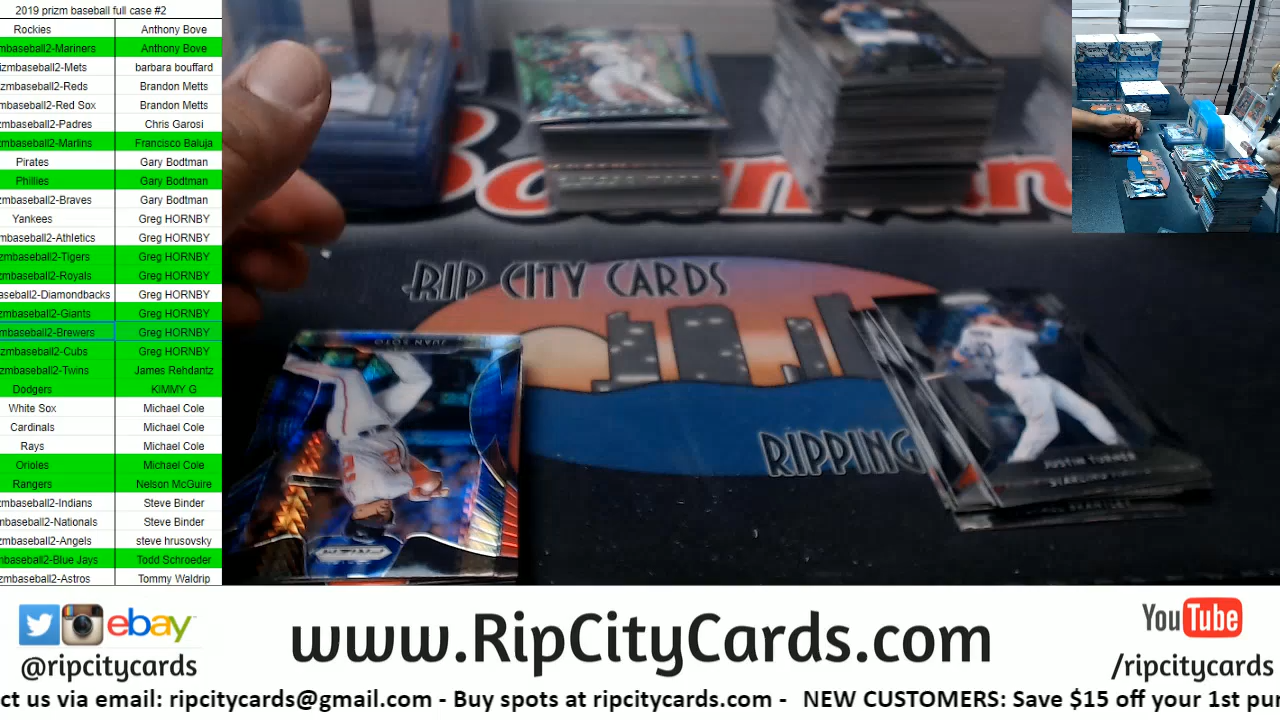 2019 prizm baseball full case #2
Rockies Anthony Bove
mbaseball2-Mariners Anthony Bove
izmbaseball2-Mets barbara bouffard
izmbaseball2-Reds Brandon Metts
zmbaseball2-Red Sox Brandon Metts
zmbaseball2-Padres Chris Garosi
zmbaseball2-Marlins Francisco Baluja
Pirates Gary Bodtman
Phillies Gary Bodtman
zmbaseball2-Braves Gary Bodtman
Yankees Greg HORNBY
mbaseball2-Athletics Greg HORNBY
zmbaseball2-Tigers Greg HORNBY
zmbaseball2-Royals Greg HORNBY
aseball2-Diamondbacks Greg HORNBY
zmbaseball2-Giants Greg HORNBY
mbaseball2-Brewers Greg HORNBY
zmbaseball2-Cubs Greg HORNBY
zmbaseball2-Twins James Rehdantz
Dodgers KIMMY G
White Sox Michael Cole
Cardinals Michael Cole
Rays Michael Cole
Orioles Michael Cole
Rangers Nelson McGuire
zmbaseball2-Indians Steve Binder
mbaseball2-Nationals Steve Binder
zmbaseball2-Angels steve hrusovsky
mbaseball2-Blue Jays Todd Schroeder
zmbaseball2-Astros Tommy Waldrip
Bowman
RIP CITY CARDS
RIPPING
JUAN SOTO
PRIZM
JUSTIN TURNER
ebay
@ripcitycards
www.RipCityCards.com
YouTube
/ripcitycards
ct us via email: ripcitycards@gmail.com - Buy spots at ripcitycards.com - NEW CUSTOMERS: Save $15 off your 1st pur